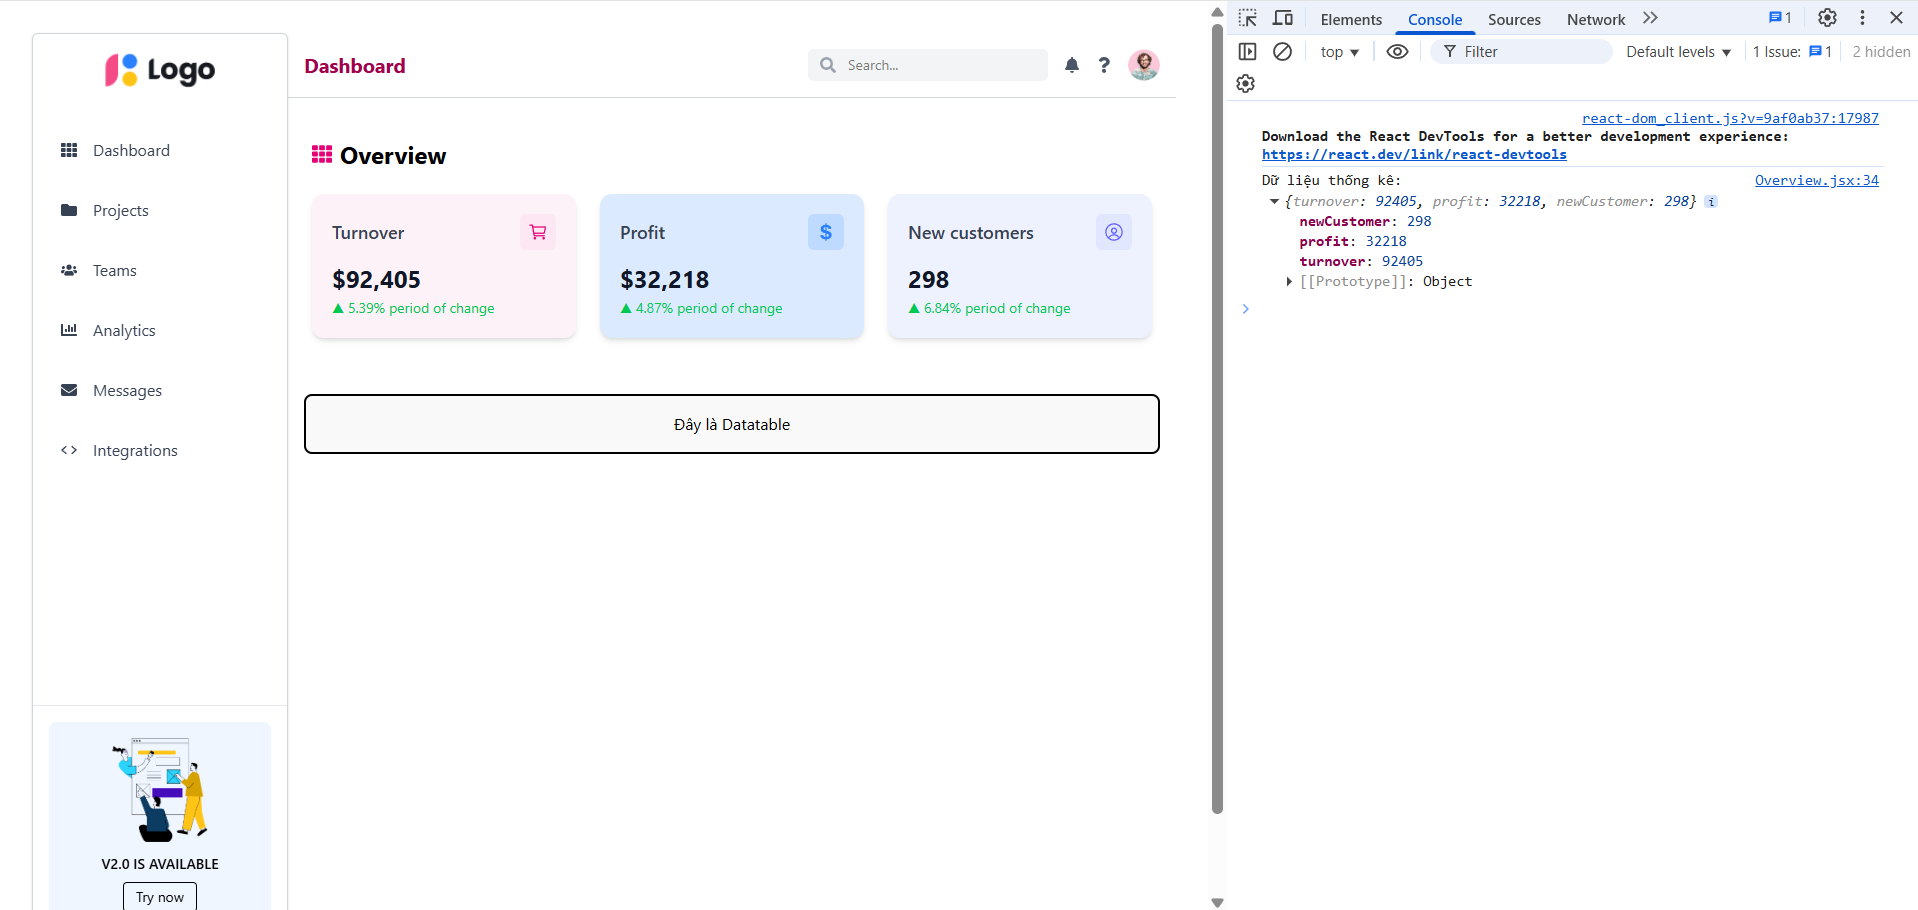 Logo
Dashboard
Projects
Teams
Analytics
Messages
Integrations
V2.0 IS AVAILABLE
Try now
Dashboard
Search...
Overview
Turnover
$92,405
▲ 5.39% period of change
Profit
$
$32,218
▲ 4.87% period of change
New customers
298
▲ 6.84% period of change
Đây là Datatable
Elements Console Sources Network 1
top Filter Default levels 1 Issue: 1 2 hidden
react-dom_client.js?v=9af0ab37:17987
Download the React DevTools for a better development experience:
https://react.dev/link/react-devtools
Dữ liệu thống kê: Overview.jsx:34
{turnover: 92405, profit: 32218, newCustomer: 298} i
newCustomer: 298
profit: 32218
turnover: 92405
[[Prototype]]: Object